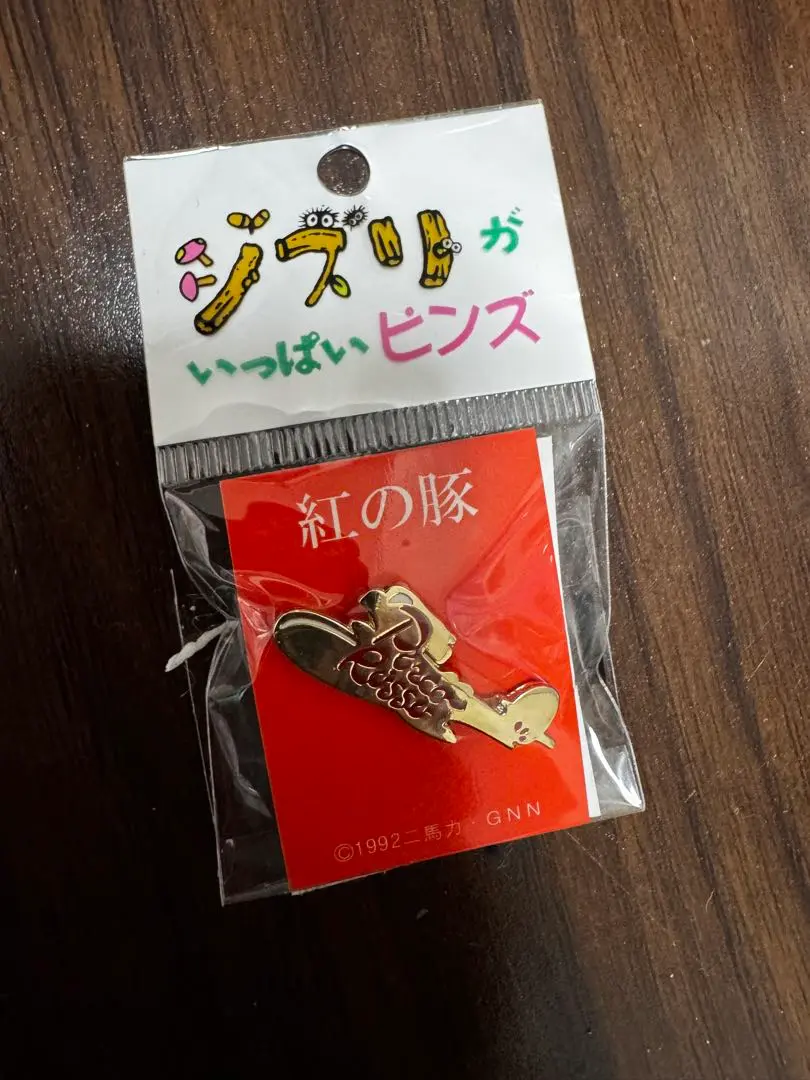 ジブリが
いっぱいピンズ
紅の豚
Porco
Rosso
©1992二馬力・GNN